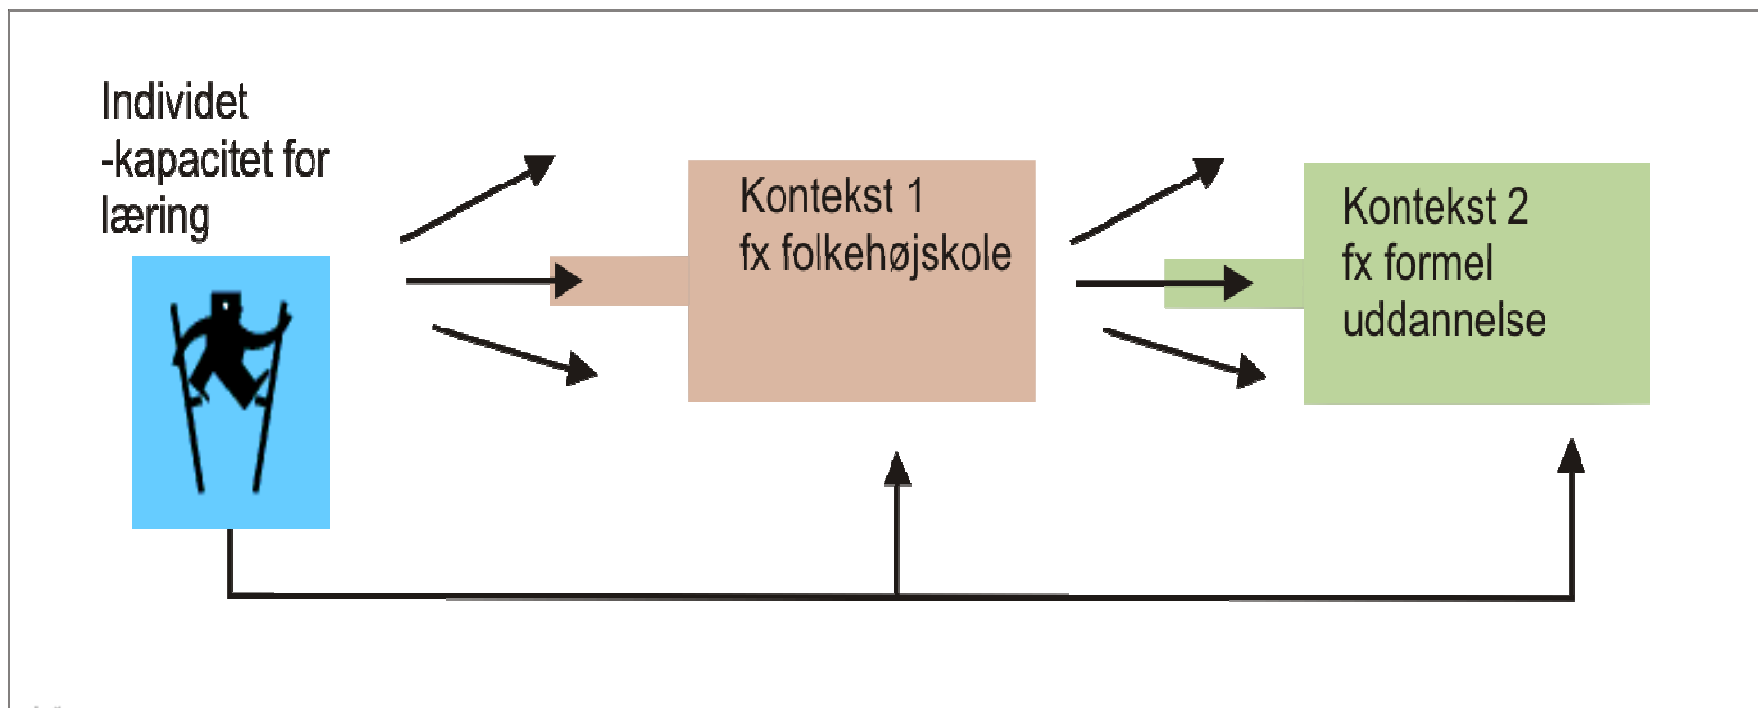 Individet
-kapacitet for
læring
Kontekst 1
fx folkehøjskole
Kontekst 2
fx formel
uddannelse